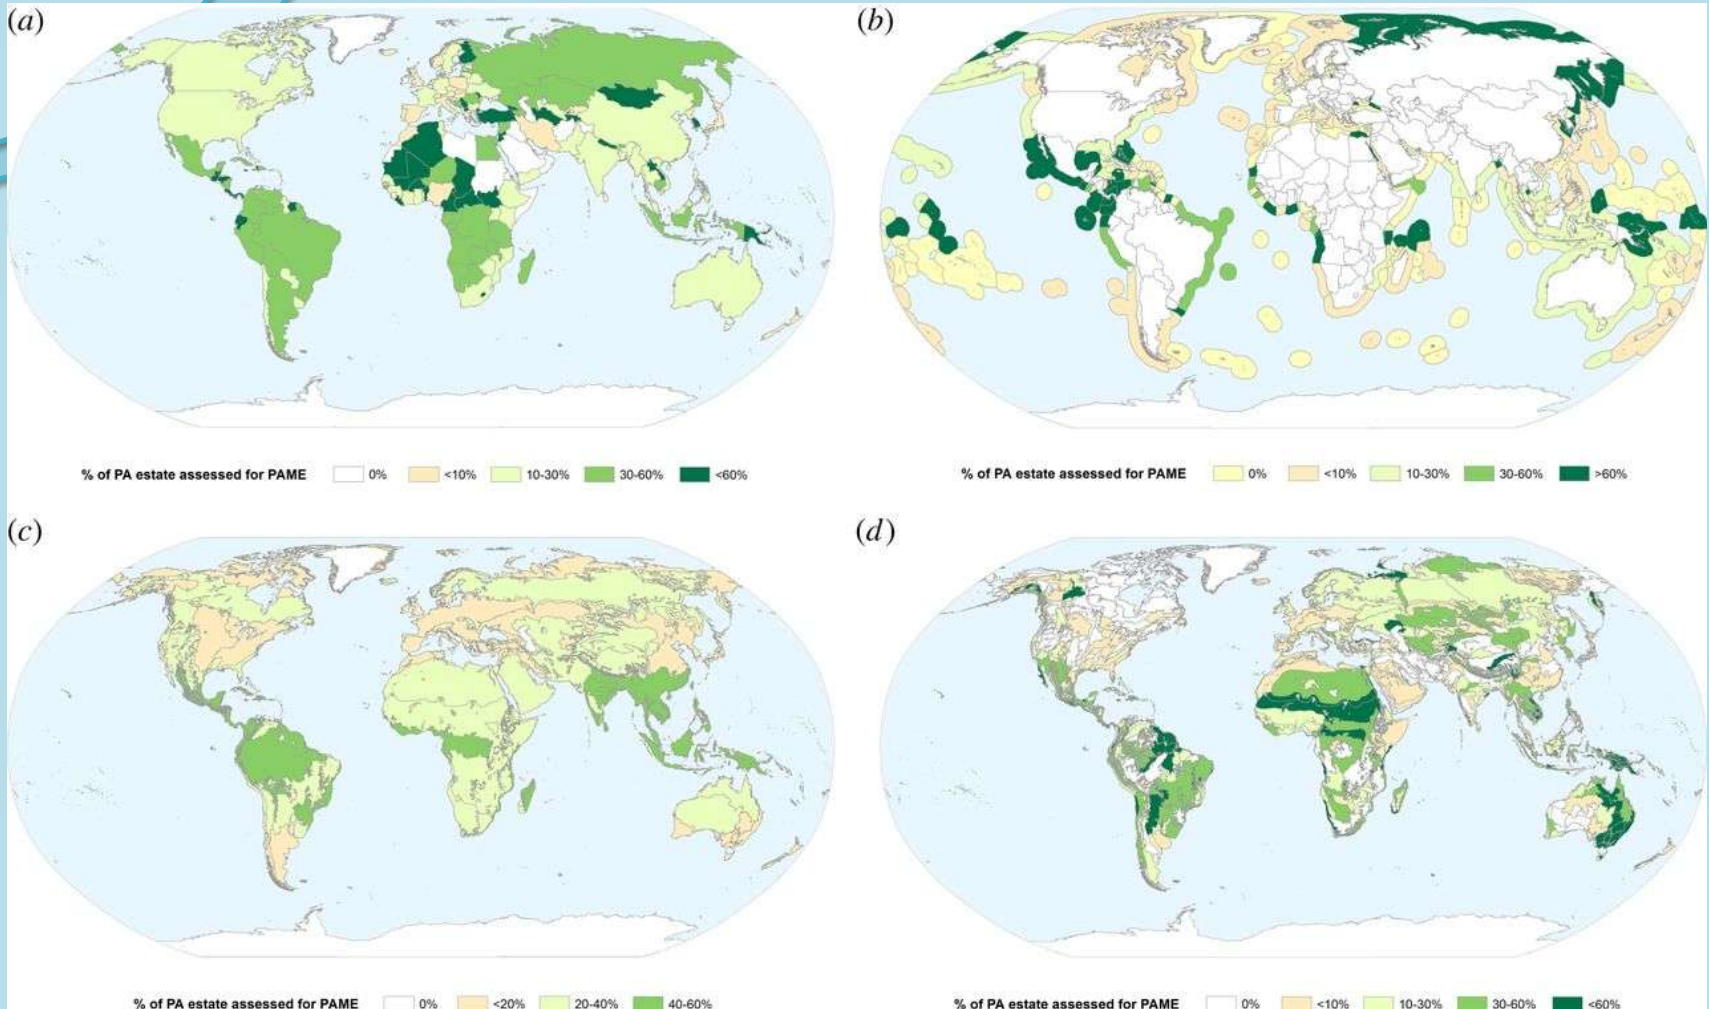 (a)
(b)
% of PA estate assessed for PAME 0% <10% 10-30% 30-60% <60%
% of PA estate assessed for PAME 0% <10% 10-30% 30-60% >60%
(c)
(d)
% of PA estate assessed for PAME 0% <20% 20-40% 40-60%
% of PA estate assessed for PAME 0% <10% 10-30% 30-60% <60%